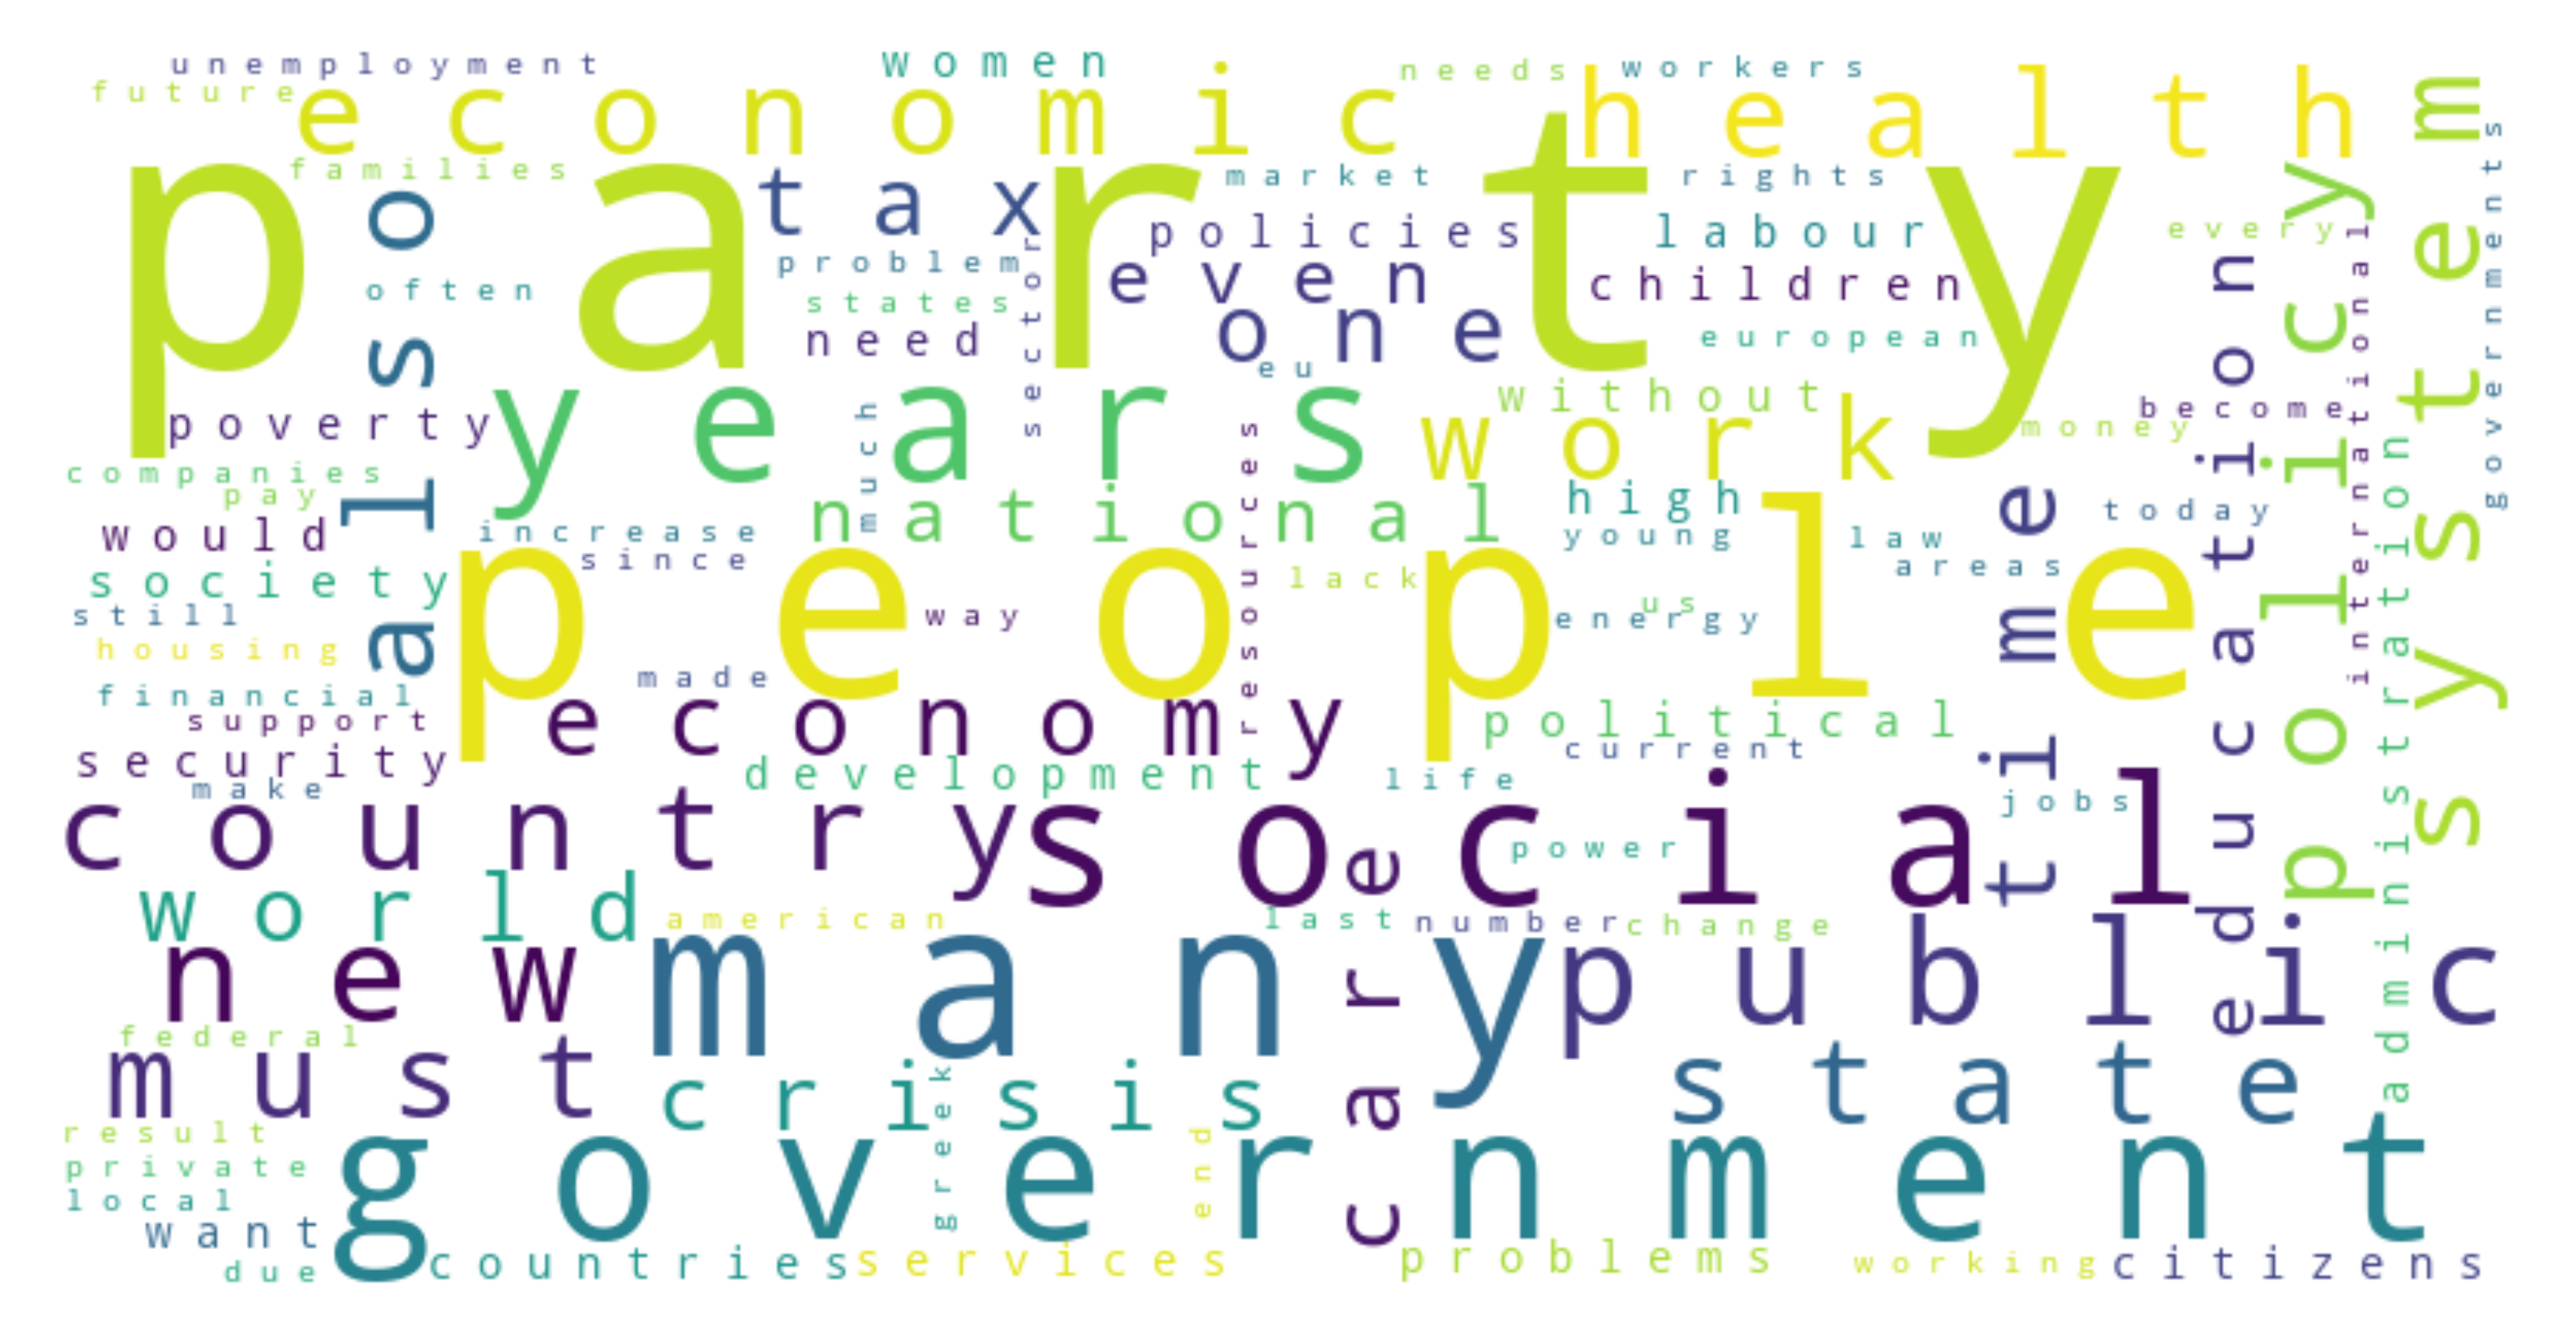 unemployment
women
needs
workers
future
economic
health
party
families
tax
market
rights
also
policies
labour
every
often
problem
even
children
states
one
european
need
sector
eu
system
governments
policy
international
education
years
much
without
work
become
poverty
money
companies
pay
national
high
today
would
increase
resources
young
law
since
areas
society
people
lack
time
still
way
us
energy
housing
made
financial
support
economy
political
administration
security
current
development
make
life
jobs
country
social
power
care
world
american
last
number
change
new
many
public
federal
must
crisis
greek
state
result
private
government
end
local
want
countries
services
problems
working
citizens
due